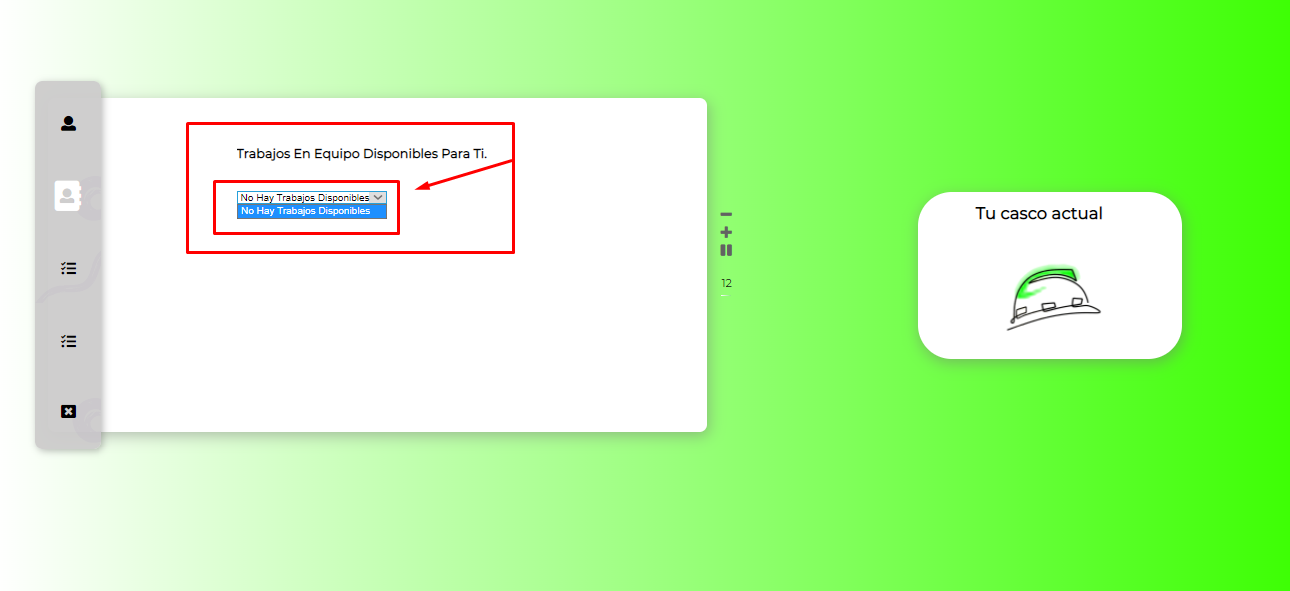 Trabajos En Equipo Disponibles Para Ti.
No Hay Trabajos Disponibles
No Hay Trabajos Disponibles
12
Tu casco actual